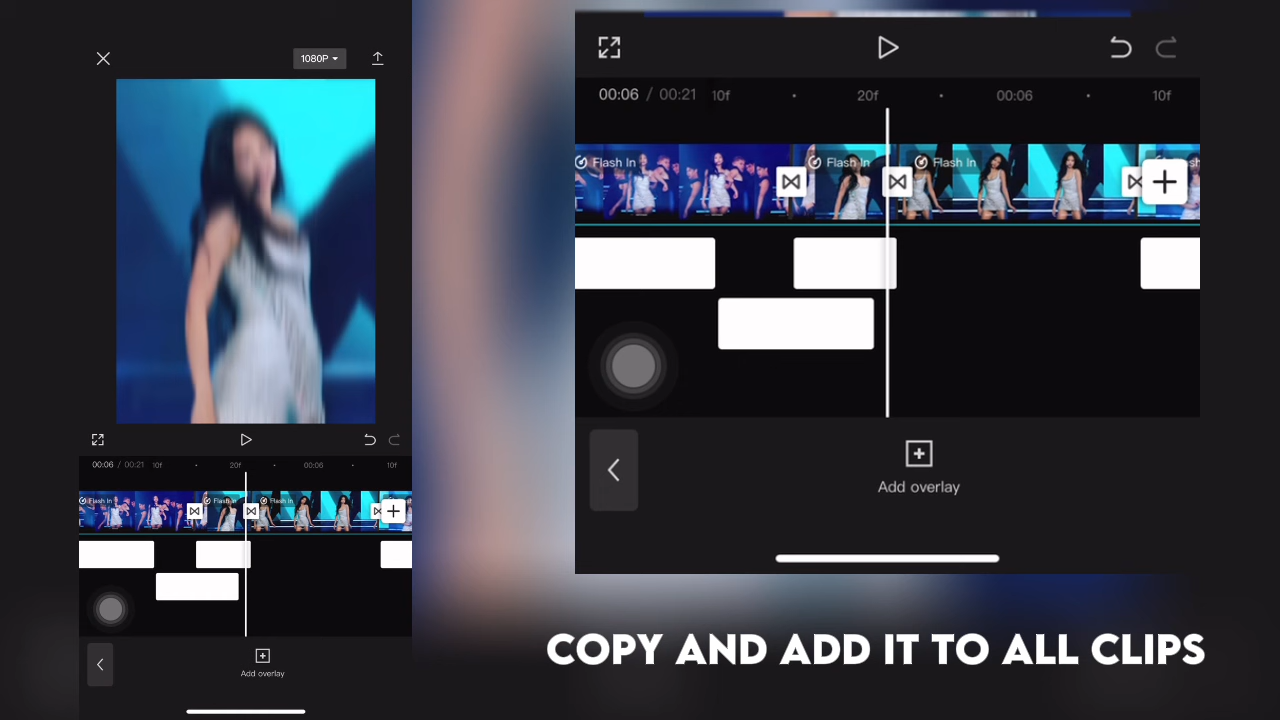 1080P
00:06 / 00:21 10f 20f 00:06 10f
Flash In Flash In Flash In
Add overlay
00:06 / 00:21 10f 20f 00:06 10f
Flash In Flash In Flash In
Add overlay
COPY AND ADD IT TO ALL CLIPS